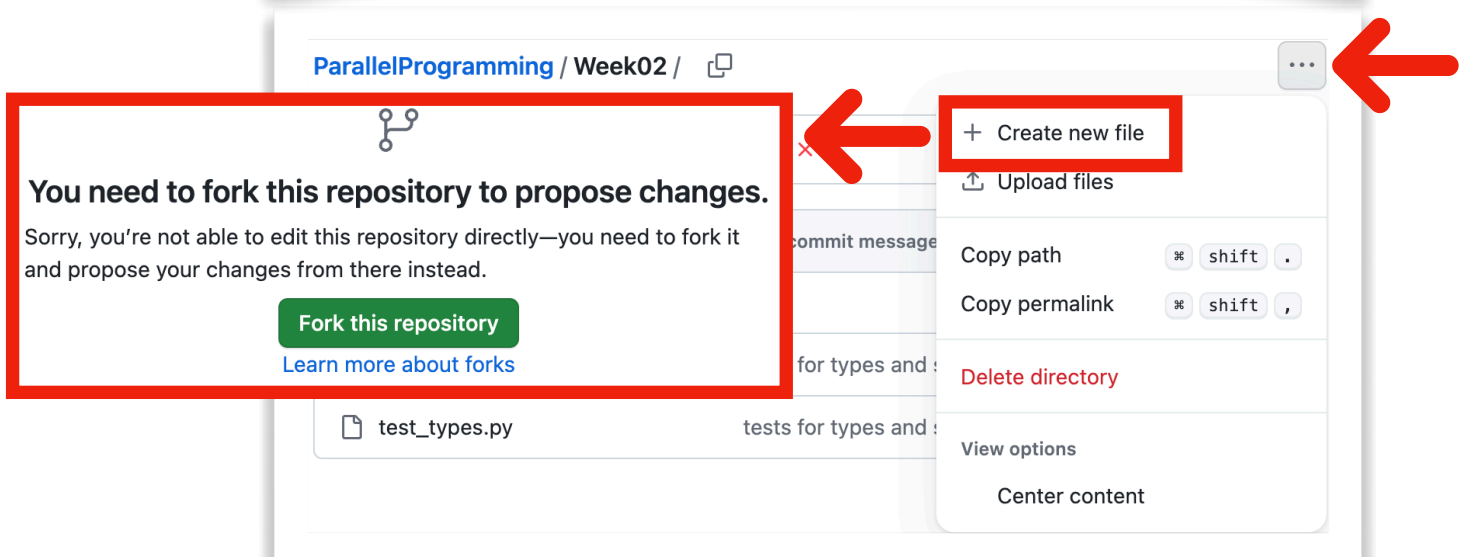 ParallelProgramming / Week02 /
You need to fork this repository to propose changes.
Sorry, you’re not able to edit this repository directly—you need to fork it
and propose your changes from there instead.
Fork this repository
Learn more about forks
commit message
for types and
test_types.py
tests for types and
Create new file
Upload files
Copy path ⌘ shift .
Copy permalink ⌘ shift ,
Delete directory
View options
Center content